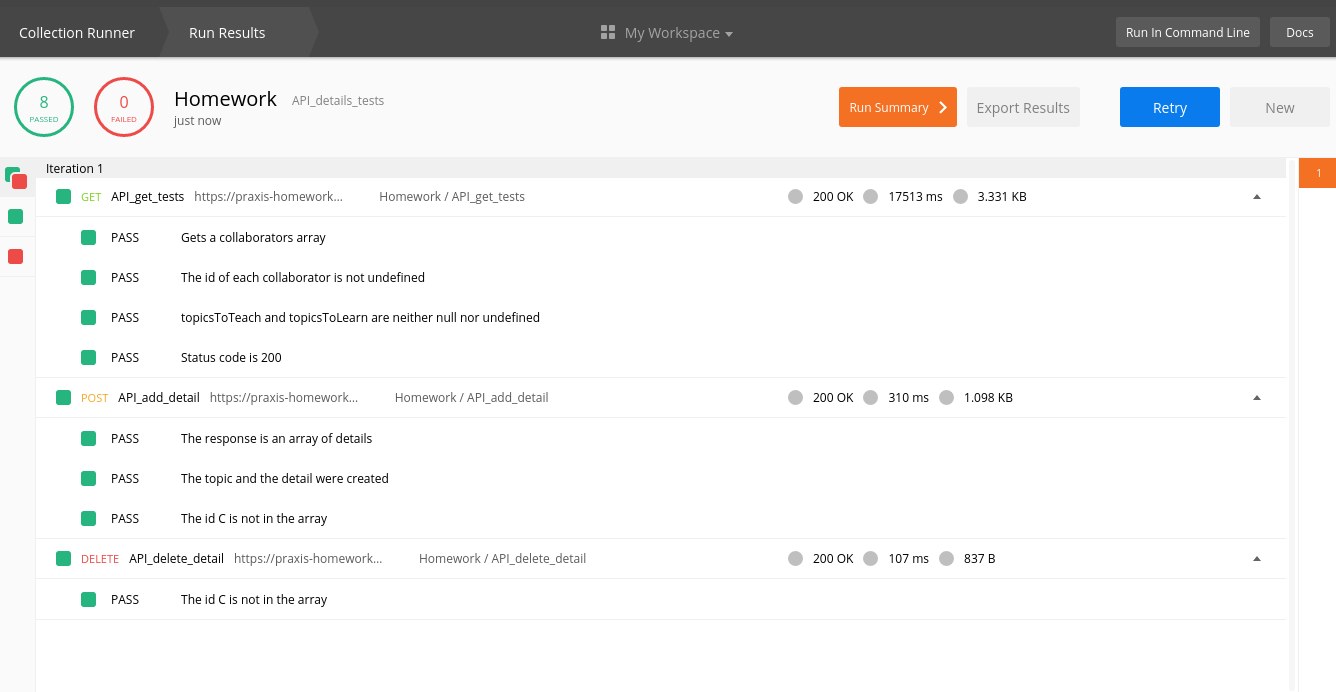 Collection Runner Run Results My Workspace Run In Command Line Docs
8 PASSED 0 FAILED Homework API_details_tests just now Run Summary Export Results Retry New
Iteration 1 1
GET API_get_tests https://praxis-homework... Homework / API_get_tests 200 OK 17513 ms 3.331 KB
PASS Gets a collaborators array
PASS The id of each collaborator is not undefined
PASS topicsToTeach and topicsToLearn are neither null nor undefined
PASS Status code is 200
POST API_add_detail https://praxis-homework... Homework / API_add_detail 200 OK 310 ms 1.098 KB
PASS The response is an array of details
PASS The topic and the detail were created
PASS The id C is not in the array
DELETE API_delete_detail https://praxis-homework... Homework / API_delete_detail 200 OK 107 ms 837 B
PASS The id C is not in the array